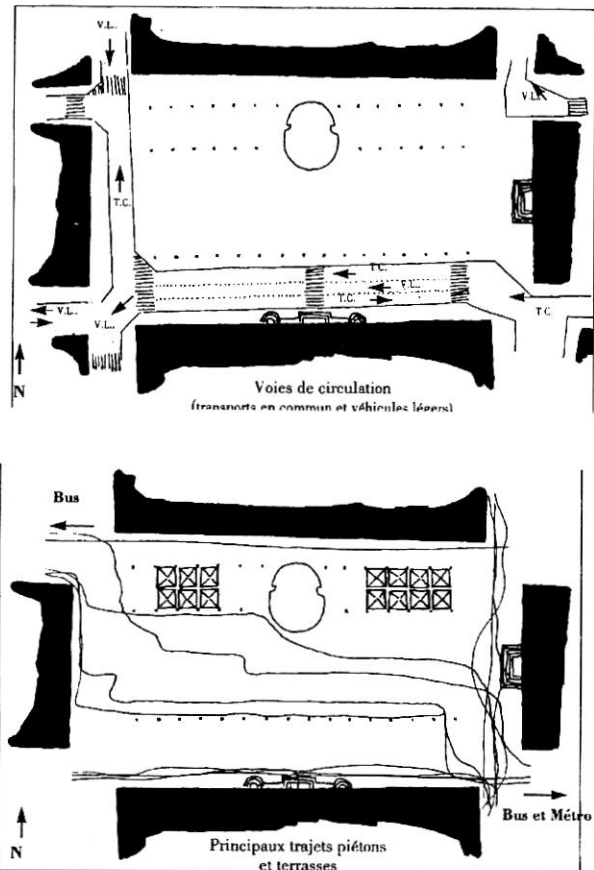 V.L.
V.L.
T.C.
T.C.
V.L.
T.C.
V.L.
V.L.
T.C.
N
Voies de circulation
(transports en commun et véhicules légers)
Bus
Bus et Métro
N
Principaux trajets piétons
et terrasses